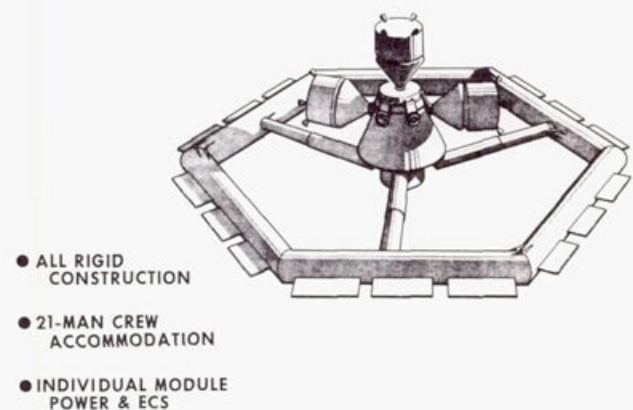 ● ALL RIGID
CONSTRUCTION
● 21-MAN CREW
ACCOMMODATION
● INDIVIDUAL MODULE
POWER & ECS